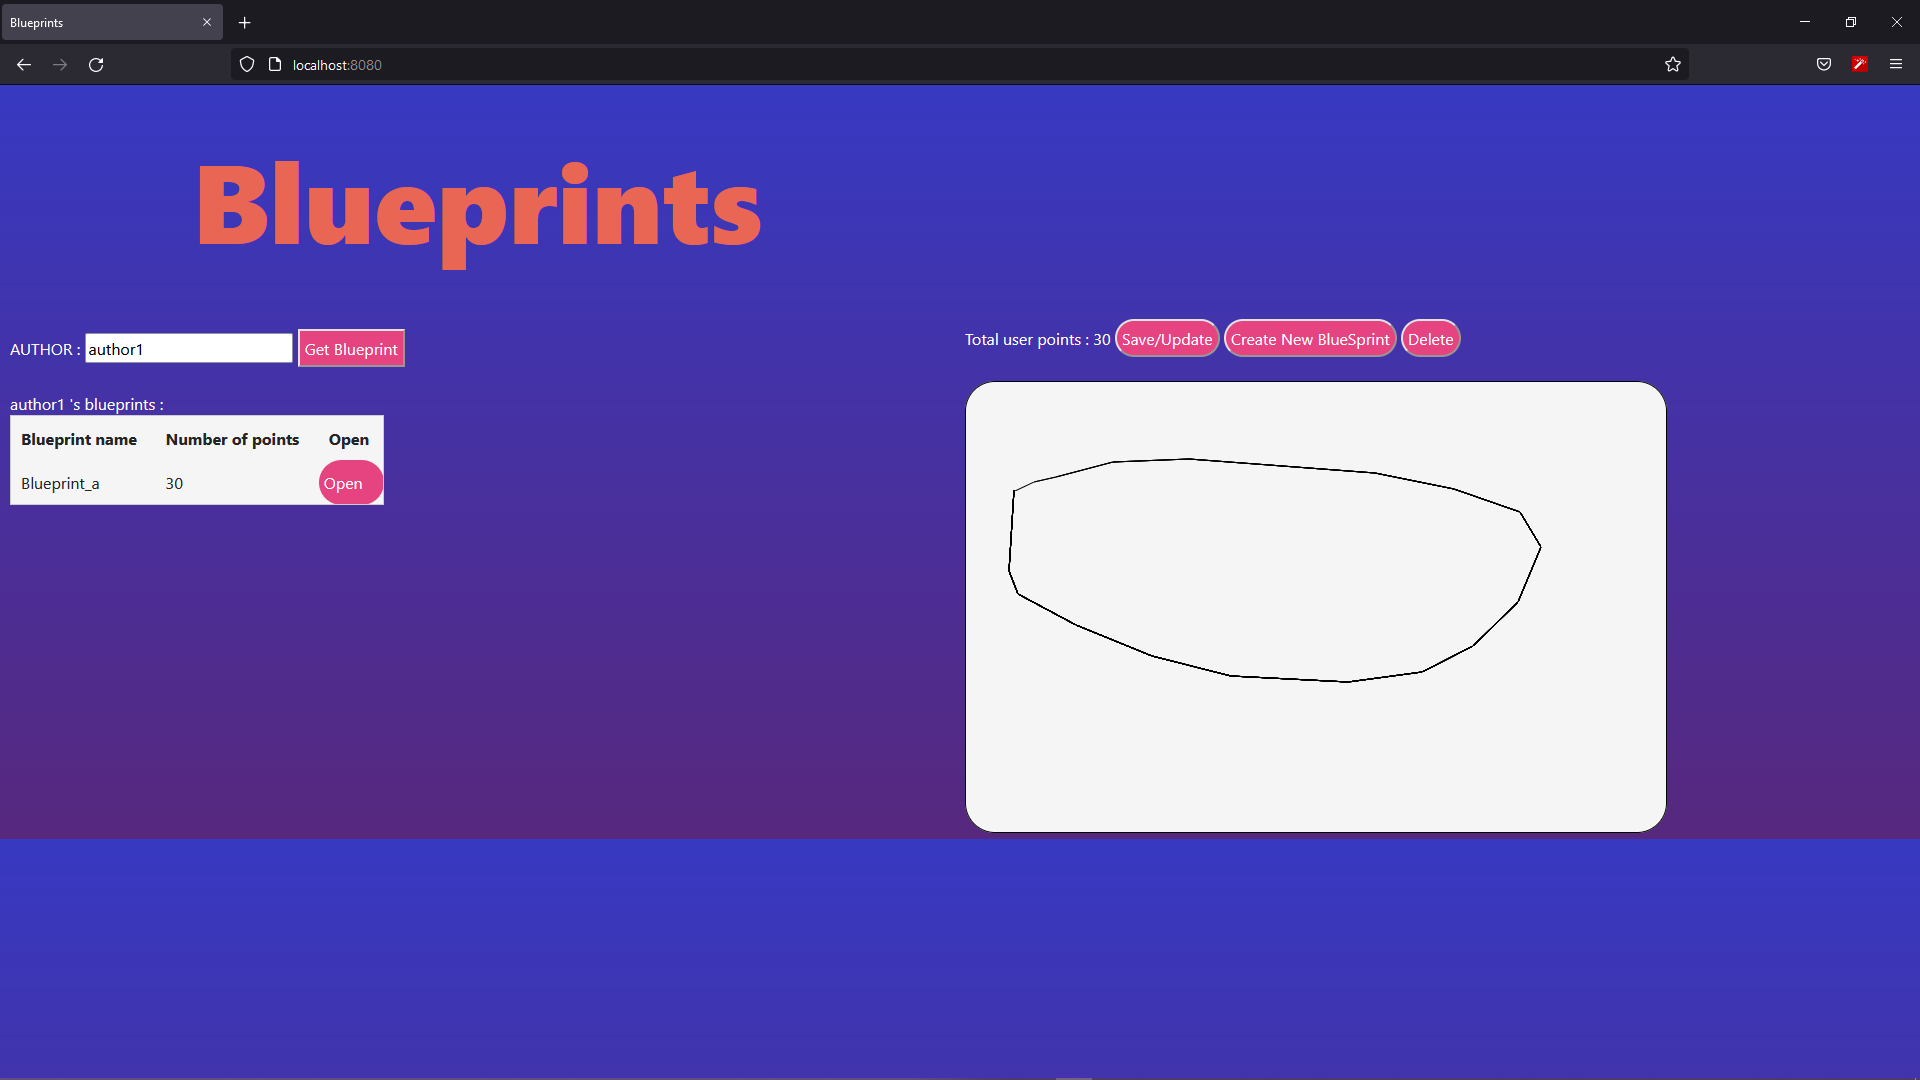 Blueprints
localhost:8080
Blueprints
AUTHOR : author1 Get Blueprint
author1 's blueprints :
Blueprint name Number of points Open
Blueprint_a 30 Open
Total user points : 30 Save/Update Create New BlueSprint Delete